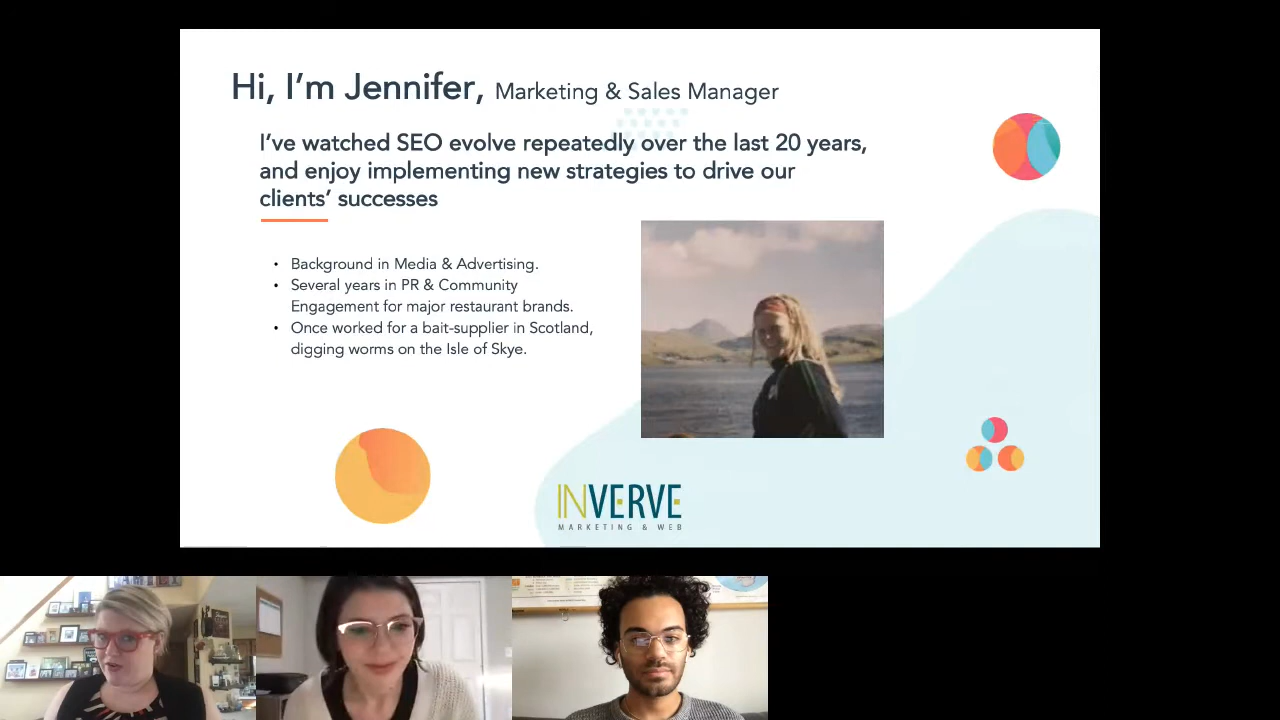 Hi, I'm Jennifer, Marketing & Sales Manager
I've watched SEO evolve repeatedly over the last 20 years,
and enjoy implementing new strategies to drive our
clients' successes
• Background in Media & Advertising.
• Several years in PR & Community
Engagement for major restaurant brands.
• Once worked for a bait-supplier in Scotland,
digging worms on the Isle of Skye.
INVERVE
MARKETING & WEB